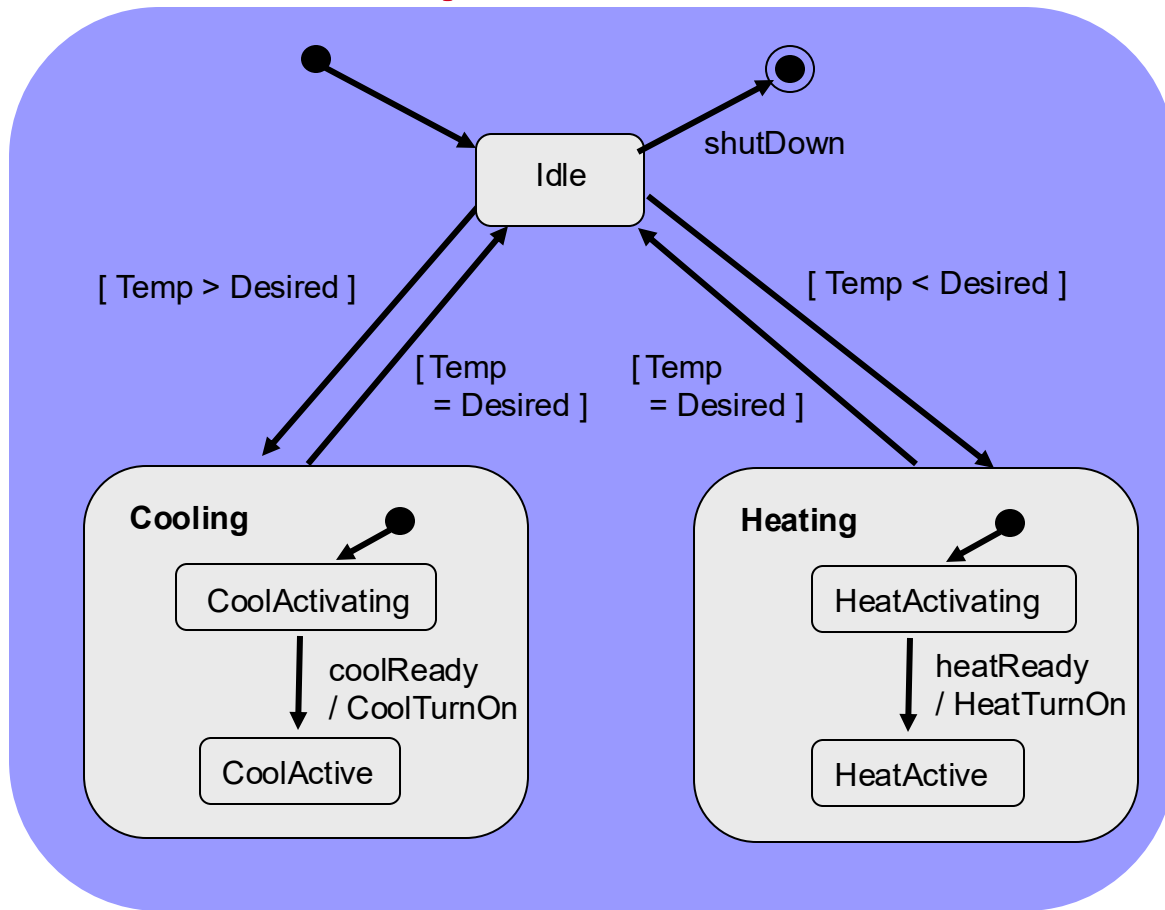 g
shutDown
Idle
[ Temp > Desired ]
[ Temp < Desired ]
[ Temp
= Desired ]
[ Temp
= Desired ]
Cooling
CoolActivating
coolReady
/ CoolTurnOn
CoolActive
Heating
HeatActivating
heatReady
/ HeatTurnOn
HeatActive